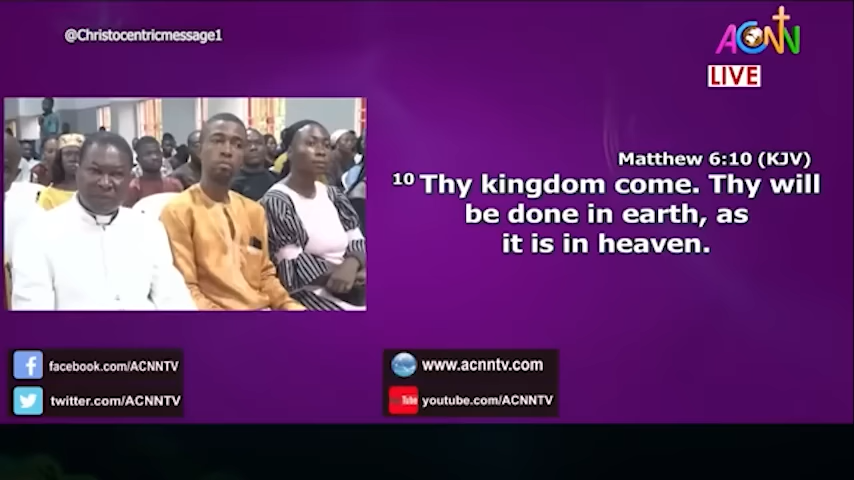 @Christocentricmessage1
ACNN
LIVE
Matthew 6:10 (KJV)
10 Thy kingdom come. Thy will
be done in earth, as
it is in heaven.
facebook.com/ACNNTV
www.acnntv.com
twitter.com/ACNNTV
Tube
youtube.com/ACNNTV